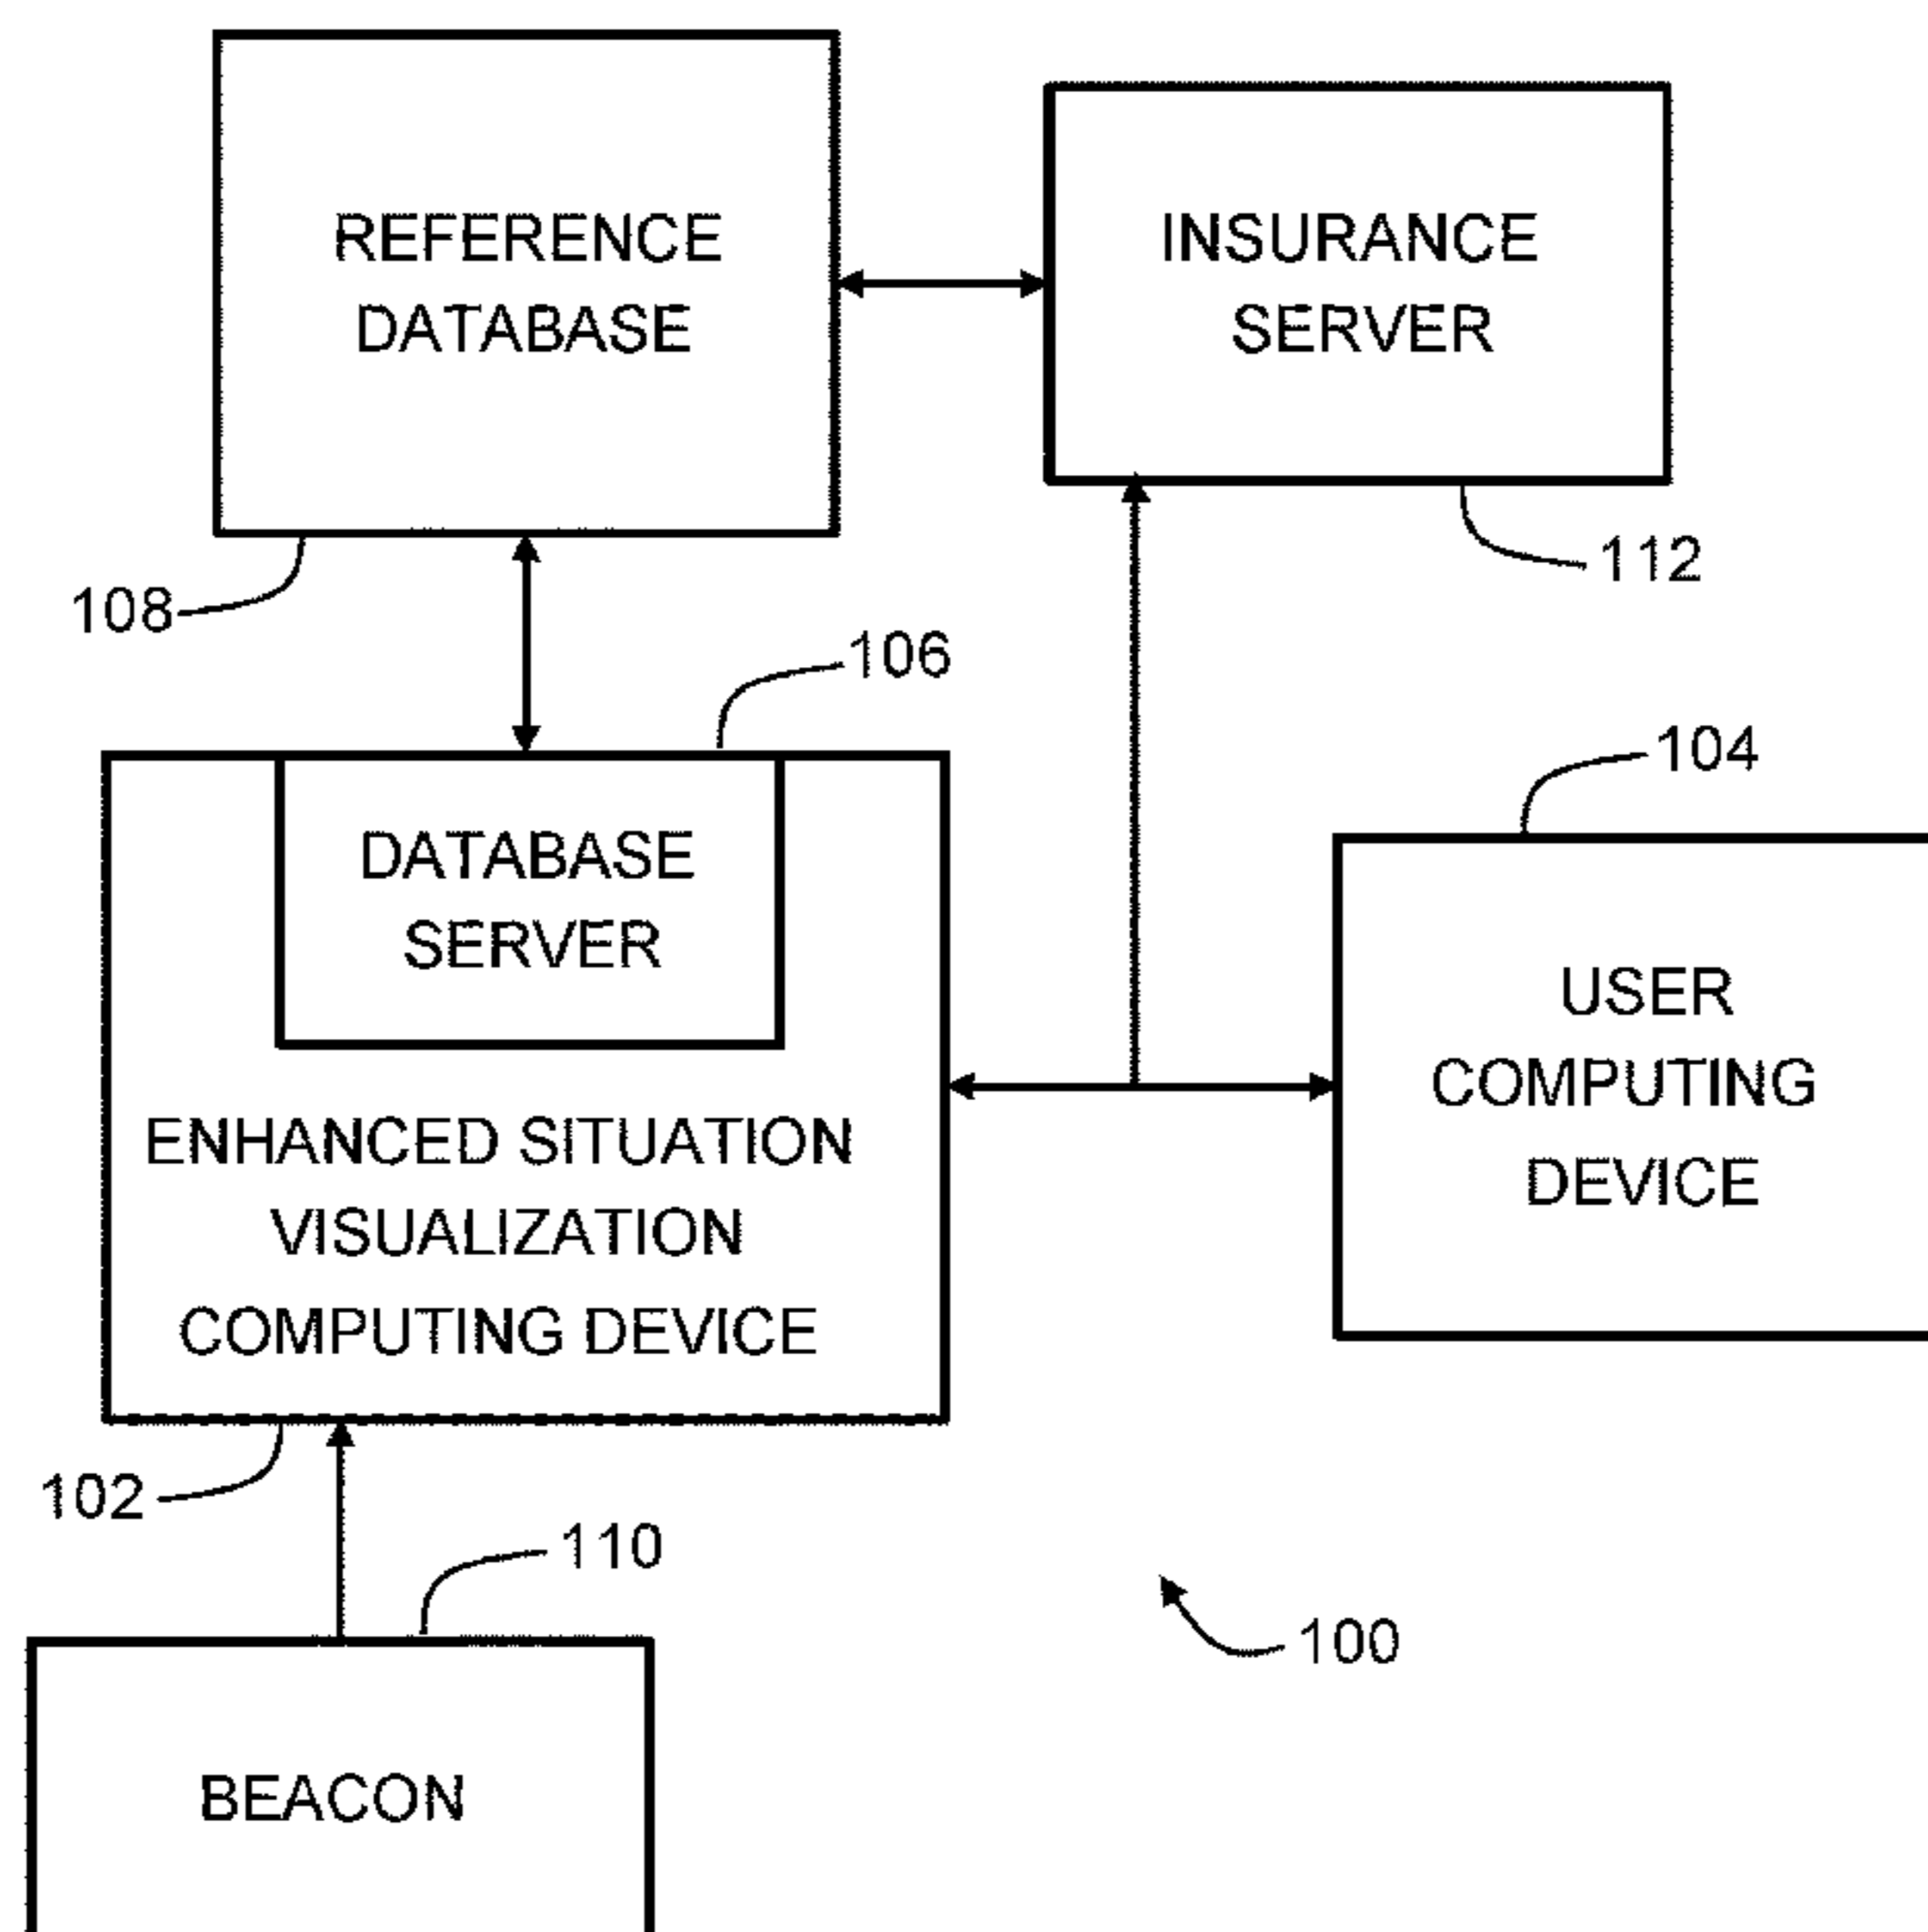 REFERENCE
DATABASE
INSURANCE
SERVER
112
108
106
104
DATABASE
SERVER
USER
COMPUTING
DEVICE
ENHANCED SITUATION
VISUALIZATION
COMPUTING DEVICE
102
110
100
BEACON